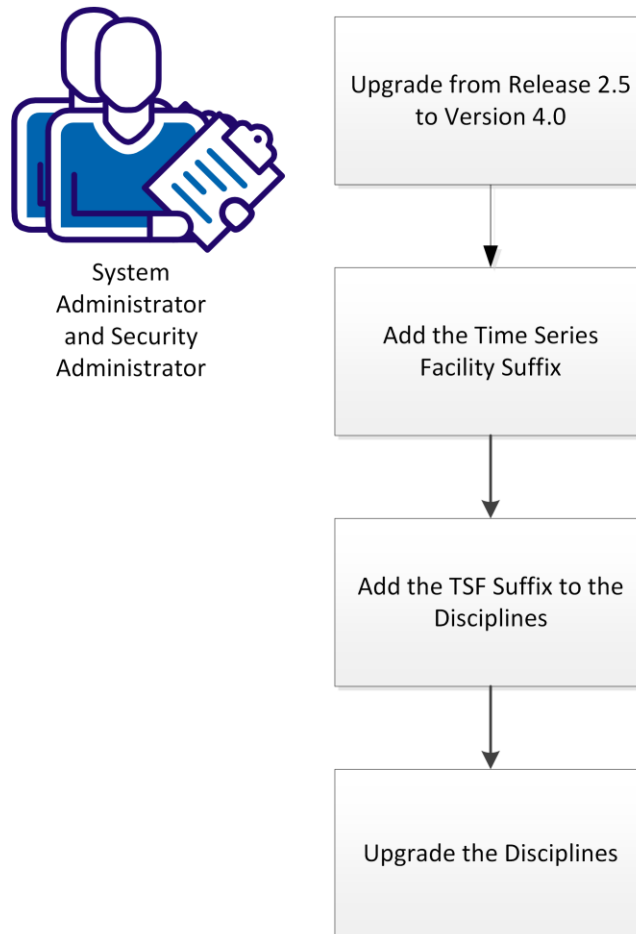 Upgrade from Release 2.5
to Version 4.0
System
Administrator
and Security
Administrator
Add the Time Series
Facility Suffix
Add the TSF Suffix to the
Disciplines
Upgrade the Disciplines